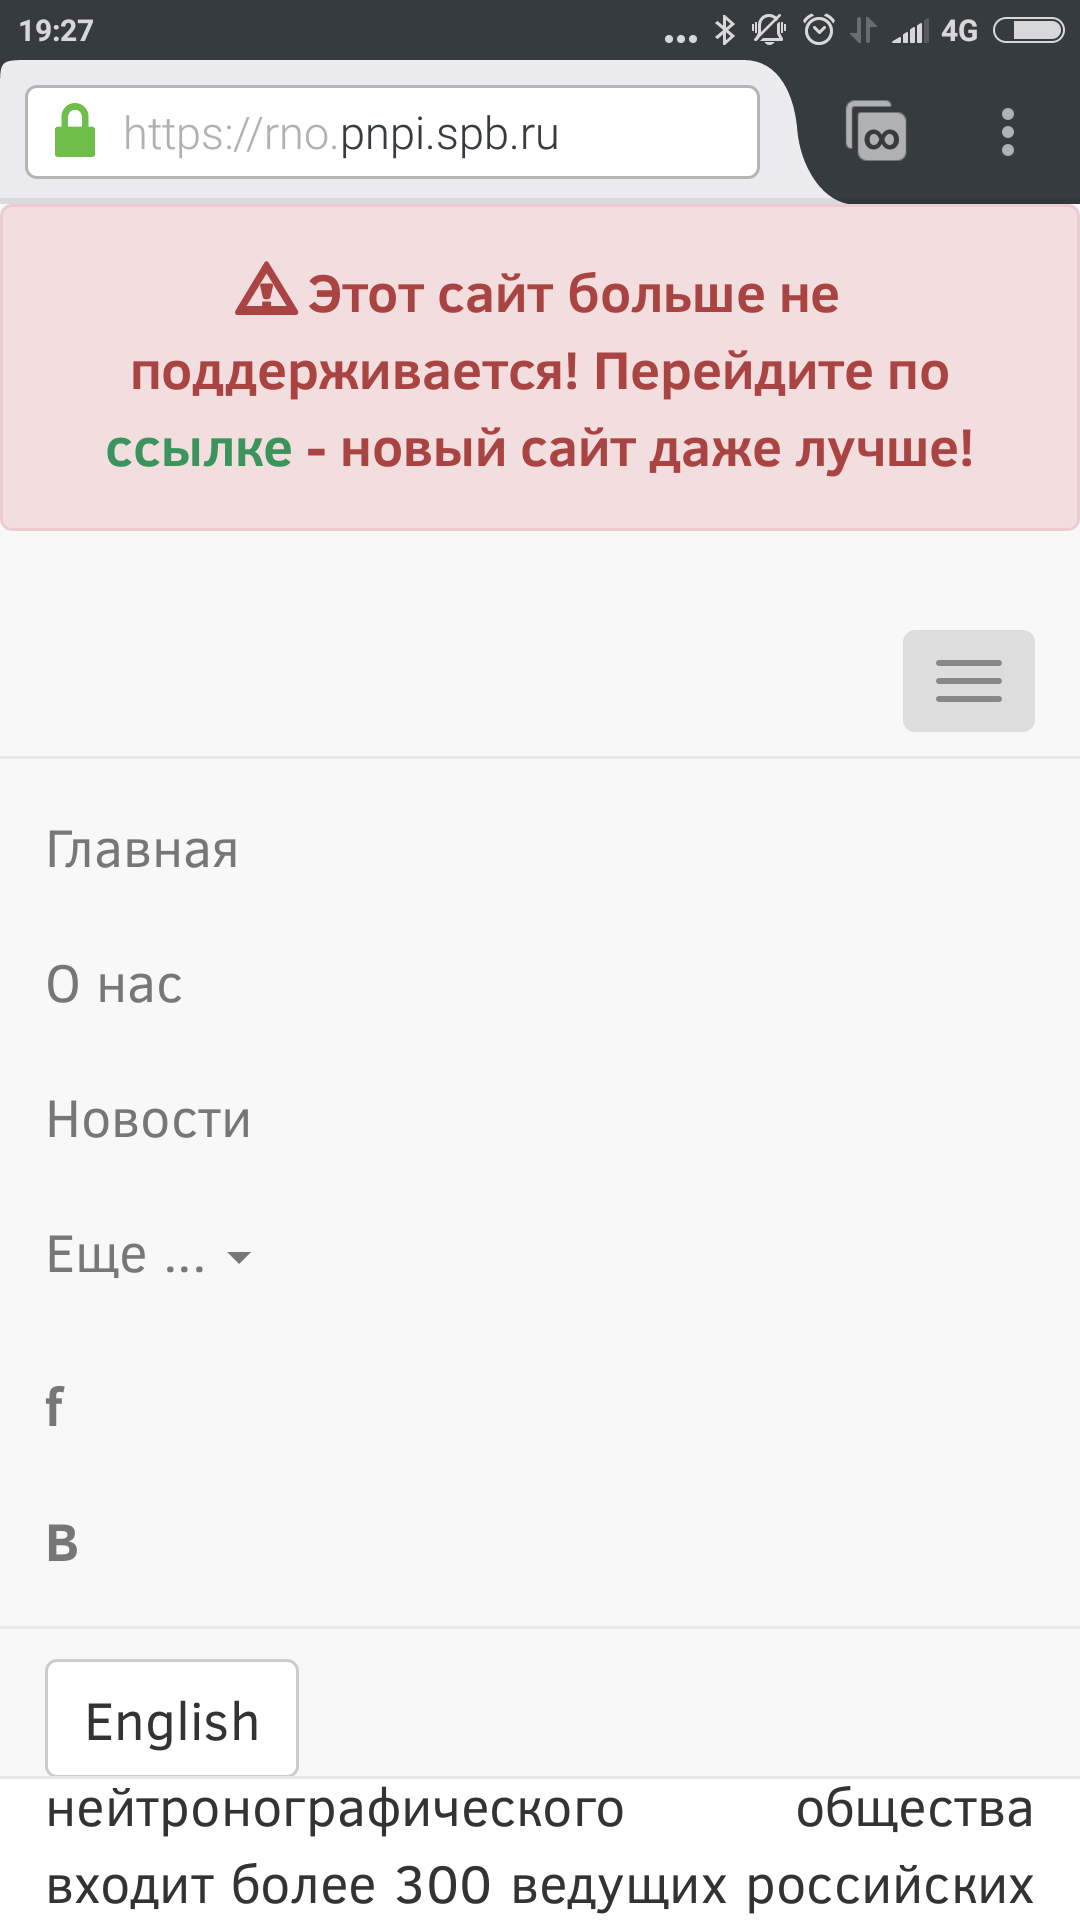 19:27
4G
https://rno.pnpi.spb.ru
Этот сайт больше не
поддерживается! Перейдите по
ссылке - новый сайт даже лучше!
Главная
О нас
Новости
Еще ...
f
В
English
нейтронографического общества
входит более 300 ведущих российских